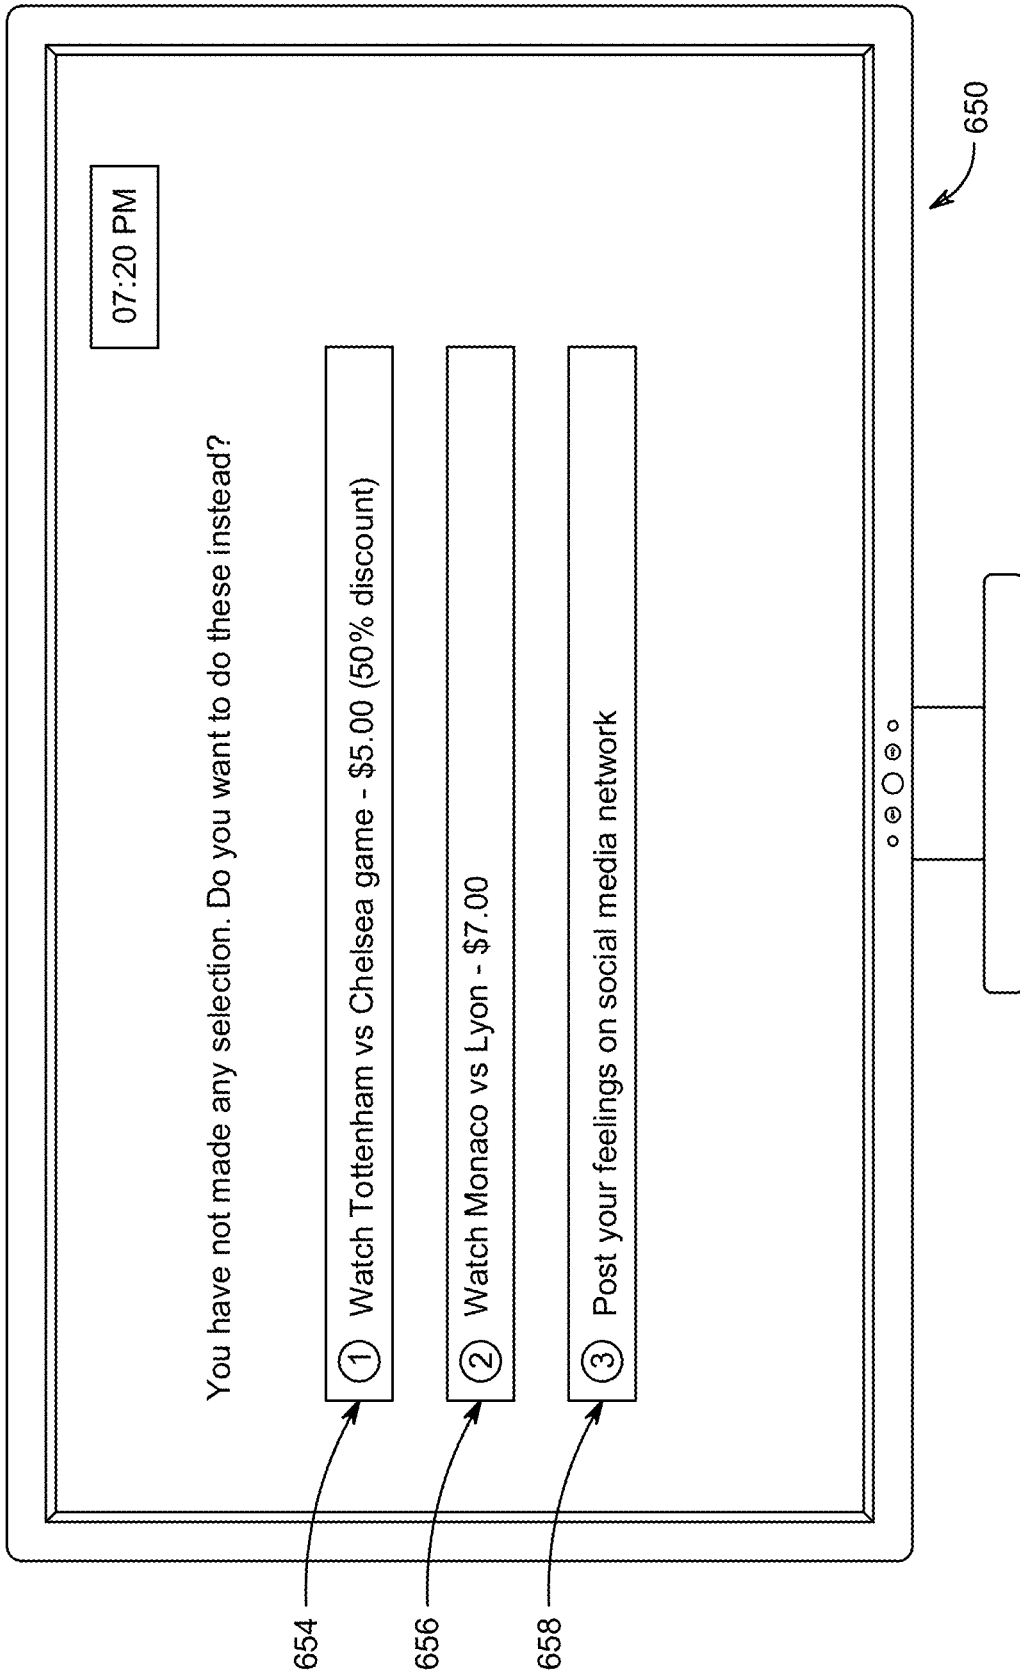 07:20 PM
You have not made any selection. Do you want to do these instead?
654
1 Watch Tottenham vs Chelsea game - $5.00 (50% discount)
656
2 Watch Monaco vs Lyon - $7.00
658
3 Post your feelings on social media network
650